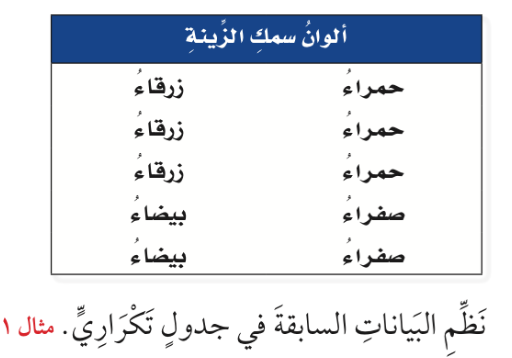 ألوانُ سمكِ الزِّينةِ
حمراءُ زرقاءُ
حمراءُ زرقاءُ
حمراءُ زرقاءُ
صفراءُ بيضاءُ
صفراءُ بيضاءُ
نَظِّمِ البَياناتِ السابقةَ في جدولٍ تَكْرَارِيٍّ. مثال ١